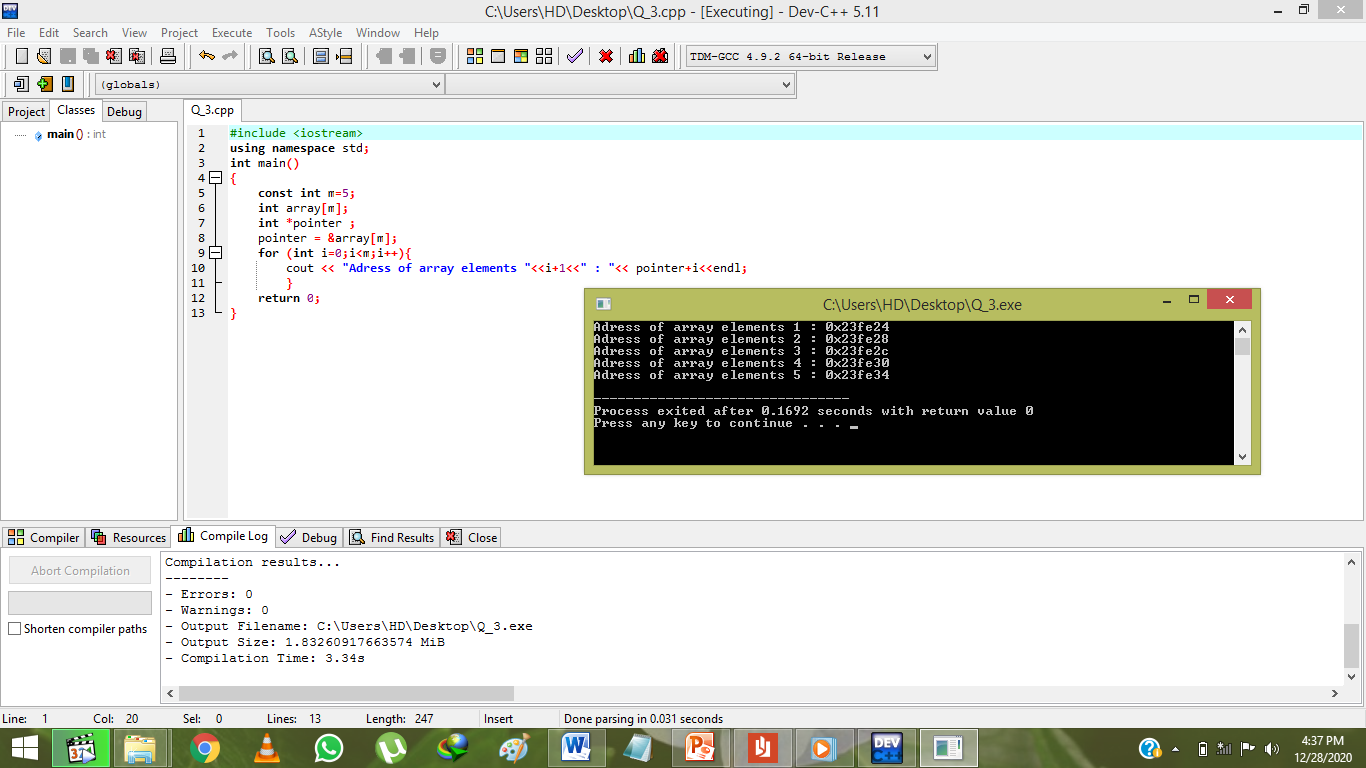 C:\Users\HD\Desktop\Q_3.cpp - [Executing] - Dev-C++ 5.11
File Edit Search View Project Execute Tools AStyle Window Help
TDM-GCC 4.9.2 64-bit Release
(globals)
Project Classes Debug
Q_3.cpp
main () : int
1 #include <iostream>
2 using namespace std;
3 int main()
4 {
5 const int m=5;
6 int array[m];
7 int *pointer ;
8 pointer = &array[m];
9 for (int i=0;i<m;i++){
10 cout << "Adress of array elements "<<i+1<<" : "<< pointer+i<<endl;
11 }
12 return 0;
13 }
C:\Users\HD\Desktop\Q_3.exe
Adress of array elements 1 : 0x23fe24
Adress of array elements 2 : 0x23fe28
Adress of array elements 3 : 0x23fe2c
Adress of array elements 4 : 0x23fe30
Adress of array elements 5 : 0x23fe34
--------------------------------
Process exited after 0.1692 seconds with return value 0
Press any key to continue . . . _
Compiler Resources Compile Log Debug Find Results Close
Abort Compilation
Shorten compiler paths
Compilation results...
--------
- Errors: 0
- Warnings: 0
- Output Filename: C:\Users\HD\Desktop\Q_3.exe
- Output Size: 1.83260917663574 MiB
- Compilation Time: 3.34s
Line: 1 Col: 20 Sel: 0 Lines: 13 Length: 247 Insert Done parsing in 0.031 seconds
4:37 PM
12/28/2020